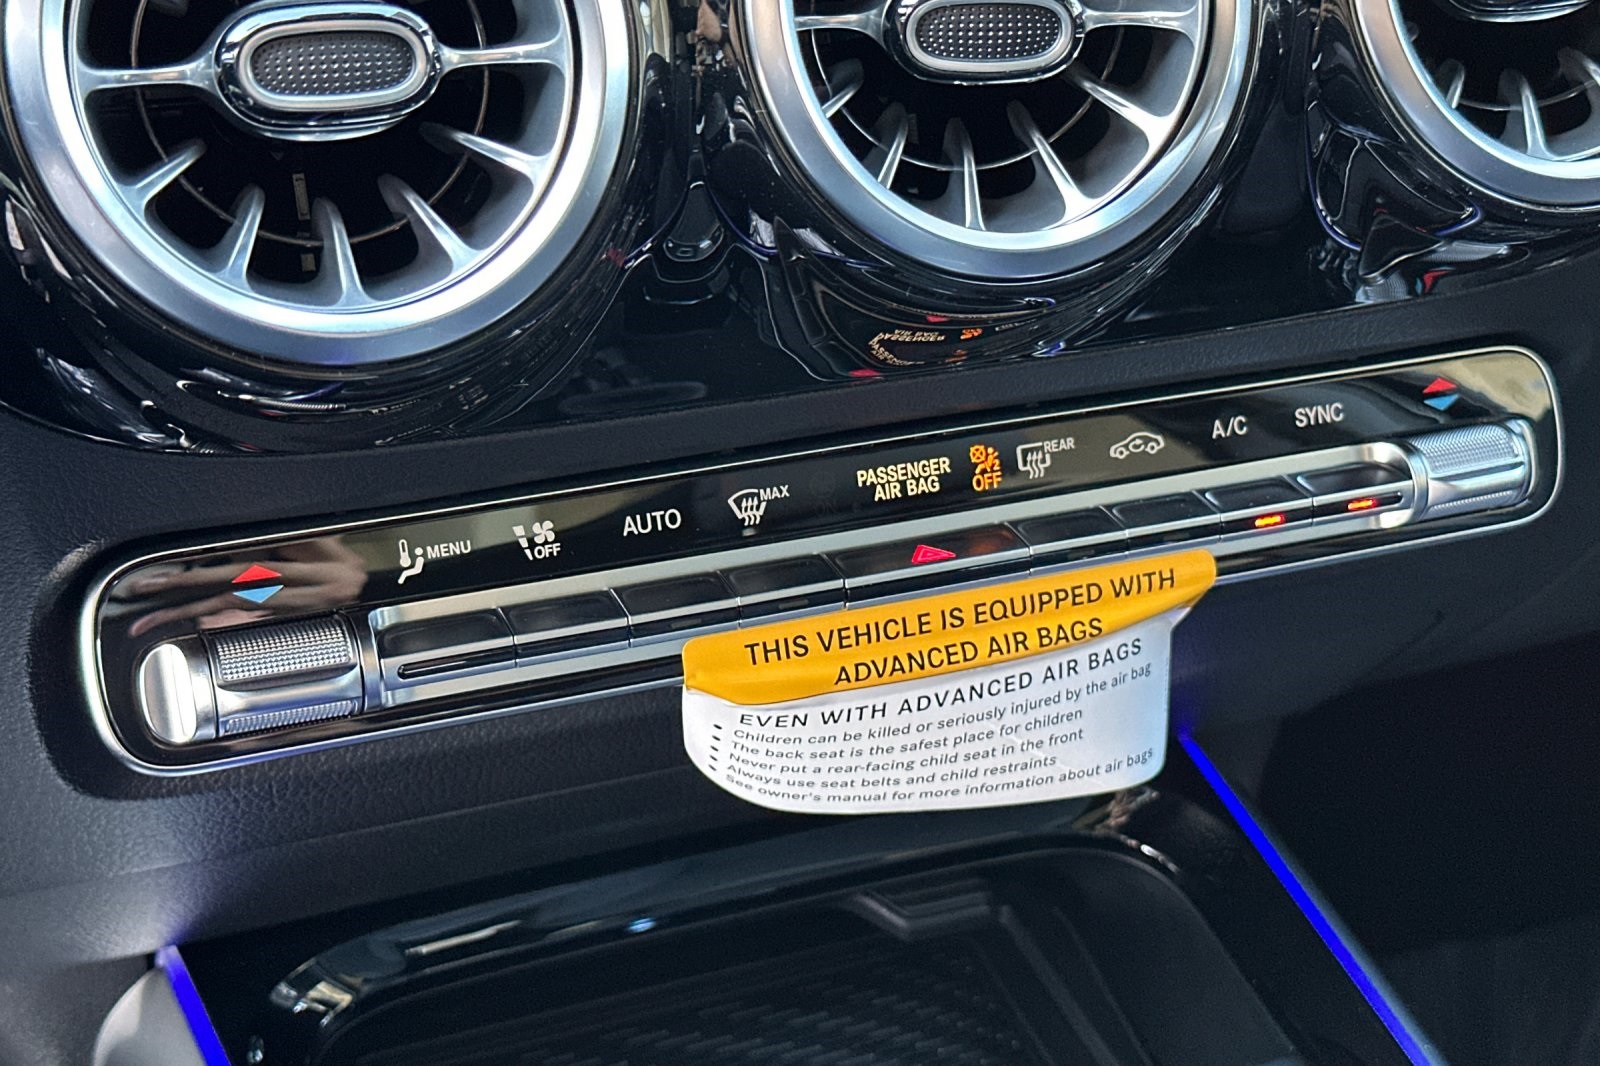 MENU
OFF
AUTO
MAX
PASSENGER
AIR BAG
2
OFF
REAR
A/C
SYNC
THIS VEHICLE IS EQUIPPED WITH
ADVANCED AIR BAGS
EVEN WITH ADVANCED AIR BAGS
• Children can be killed or seriously injured by the air bag
• The back seat is the safest place for children
• Never put a rear-facing child seat in the front
• Always use seat belts and child restraints
See owner's manual for more information about air bags